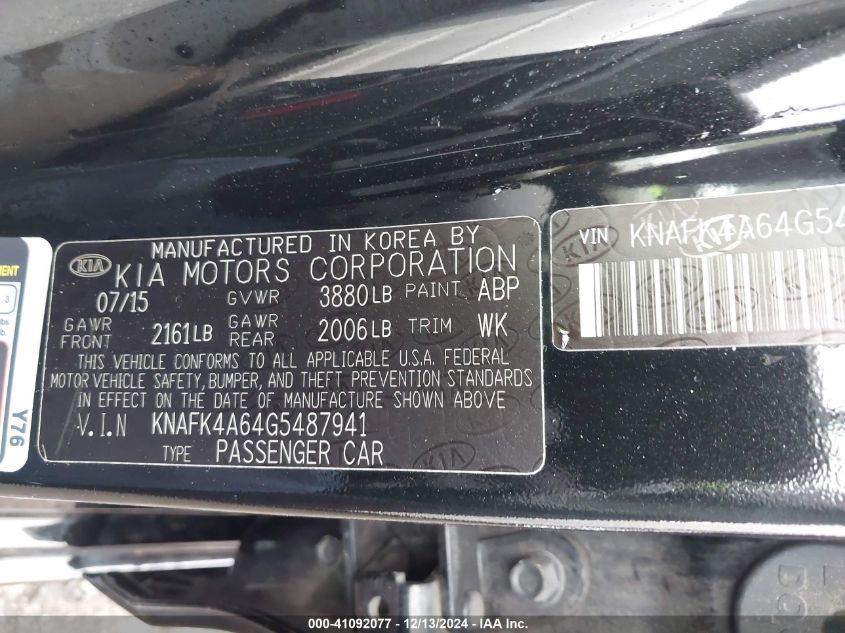 MANUFACTURED IN KOREA BY
KIA KIA MOTORS CORPORATION
07/15 GVWR 3880LB PAINT ABP
GAWR FRONT 2161LB GAWR REAR 2006LB TRIM WK
THIS VEHICLE CONFORMS TO ALL APPLICABLE U.S.A. FEDERAL
MOTOR VEHICLE SAFETY, BUMPER, AND THEFT PREVENTION STANDARDS
IN EFFECT ON THE DATE OF MANUFACTURE SHOWN ABOVE
V.I.N KNAFK4A64G5487941
TYPE PASSENGER CAR
VIN KNAFK4A64G54
Y76
000-41092077 - 12/13/2024 - IAA Inc.